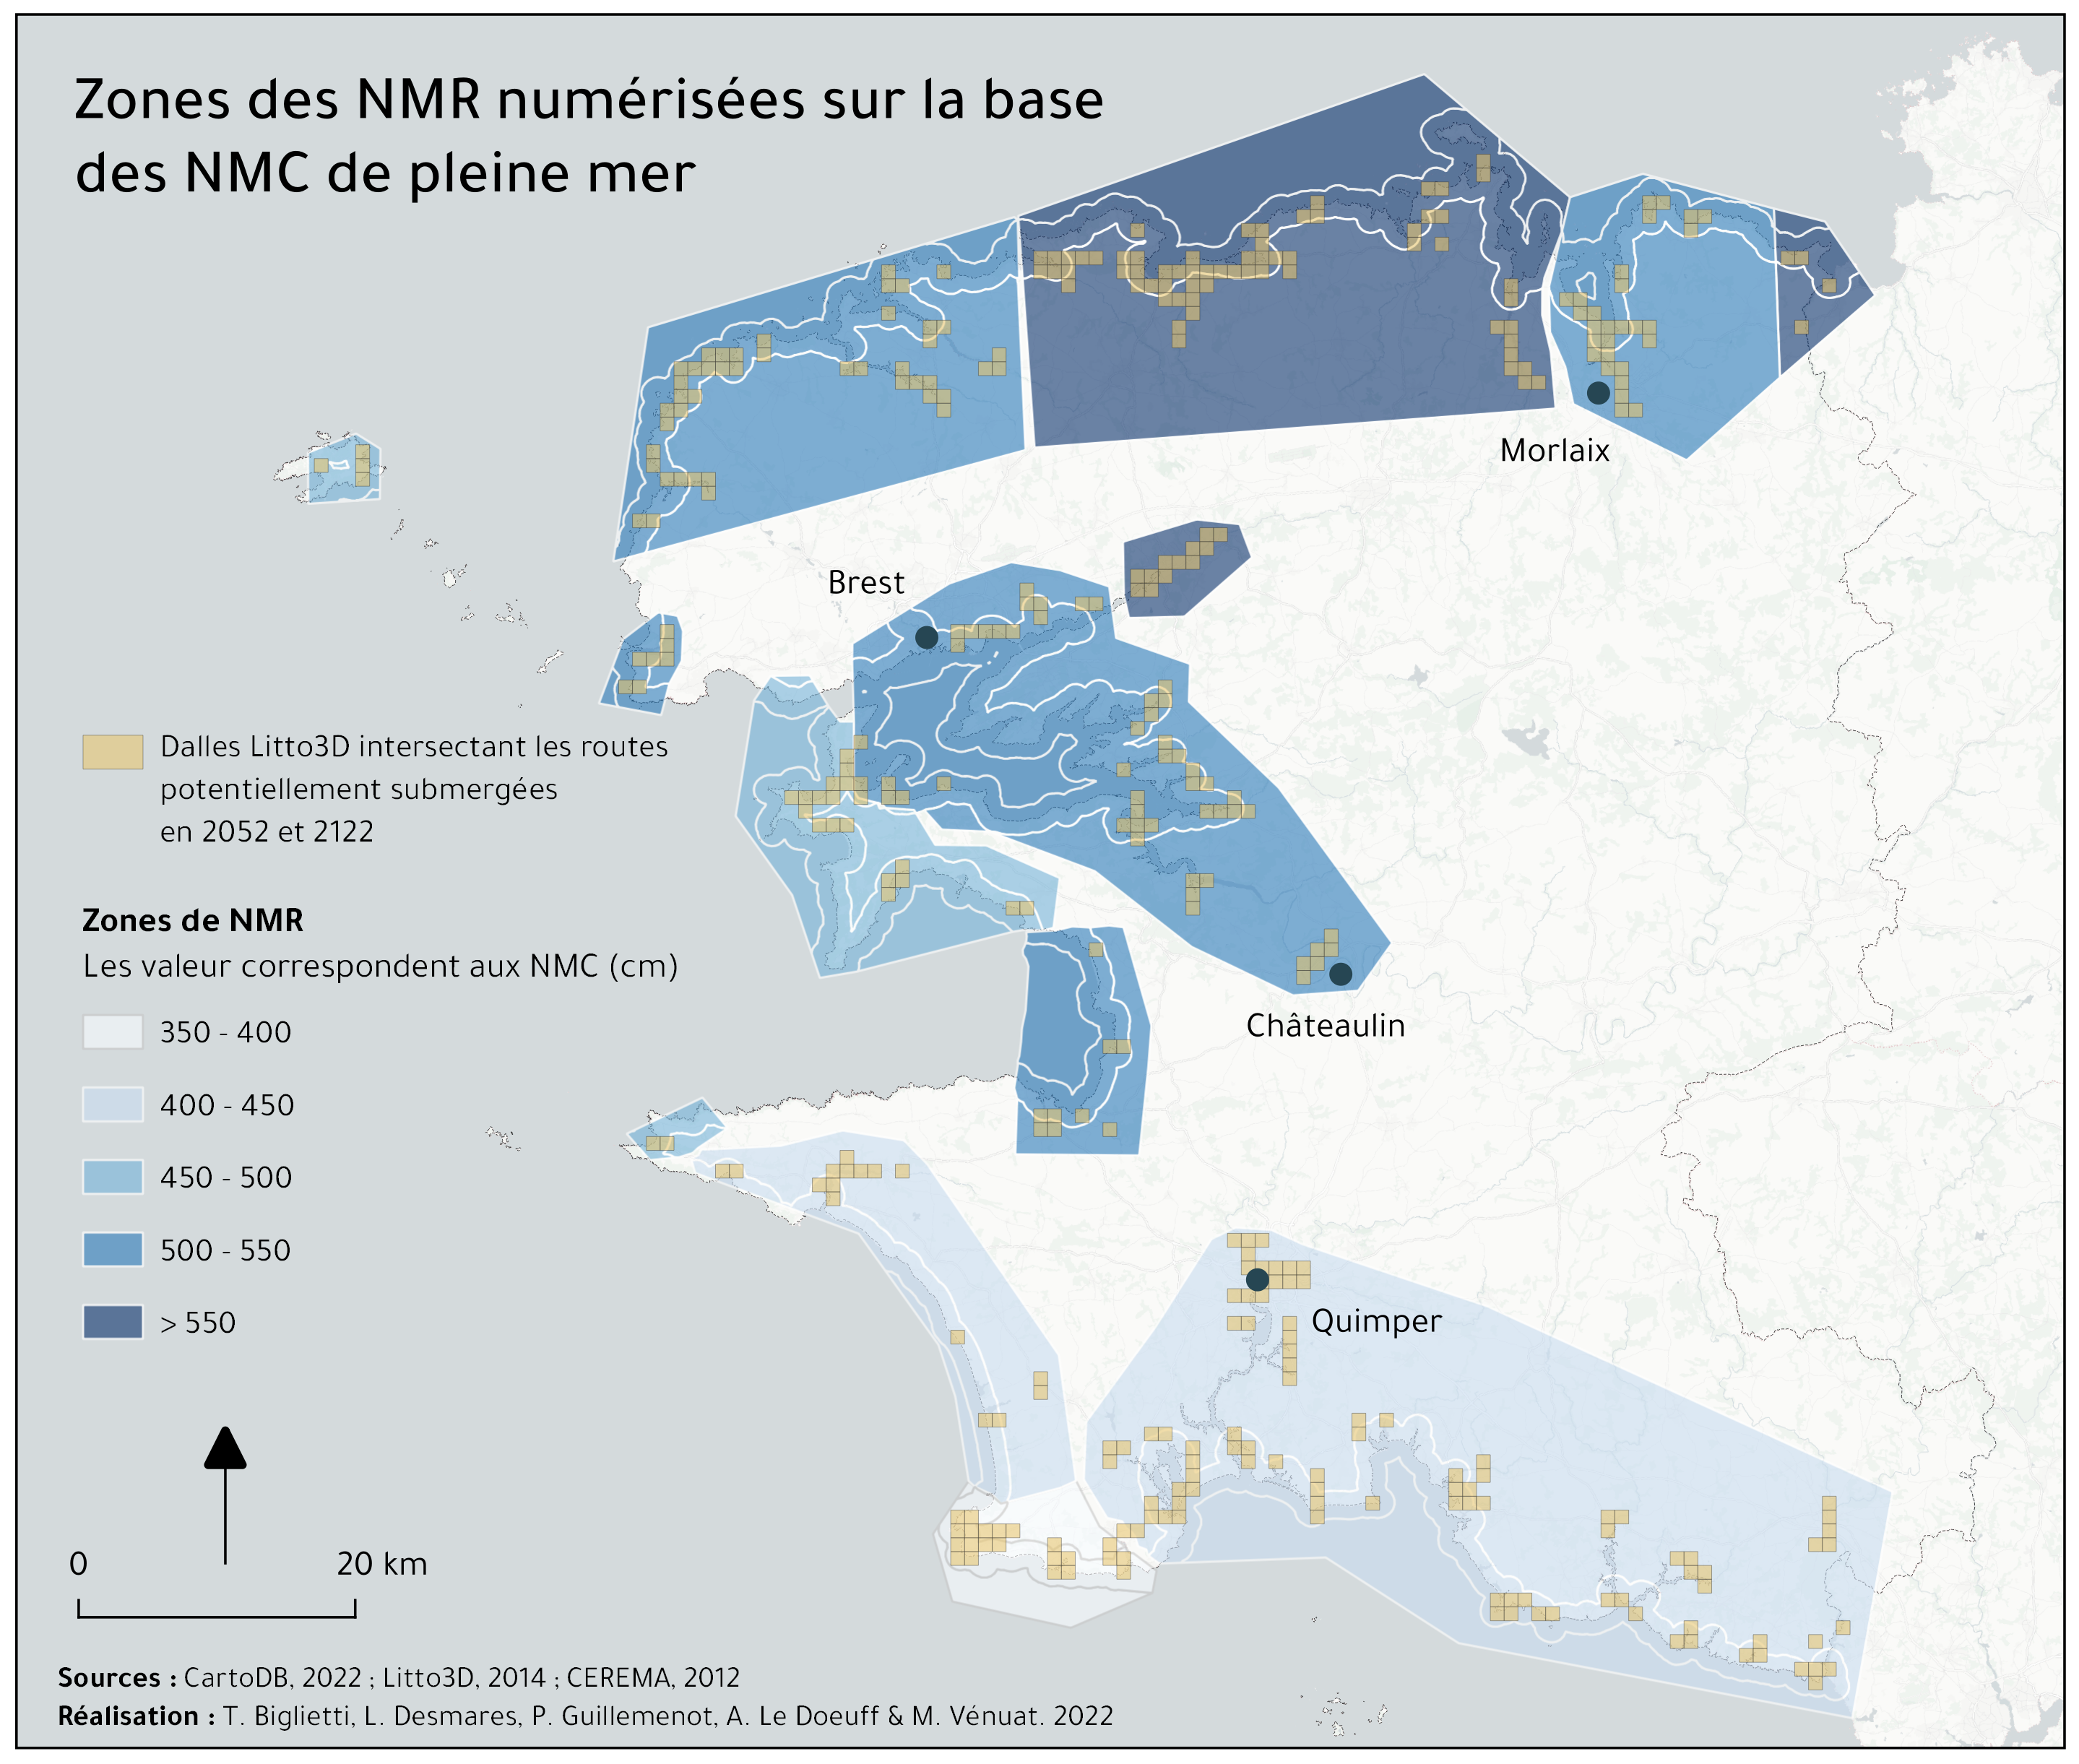 Zones des NMR numérisées sur la base
des NMC de pleine mer
Morlaix
Brest
Dalles Litto3D intersectant les routes
potentiellement submergées
en 2052 et 2122
Zones de NMR
Les valeur correspondent aux NMC (cm)
350 - 400
400 - 450
450 - 500
500 - 550
> 550
Châteaulin
Quimper
0 20 km
Sources : CartoDB, 2022 ; Litto3D, 2014 ; CEREMA, 2012
Réalisation : T. Biglietti, L. Desmares, P. Guillemenot, A. Le Doeuff & M. Vénuat. 2022